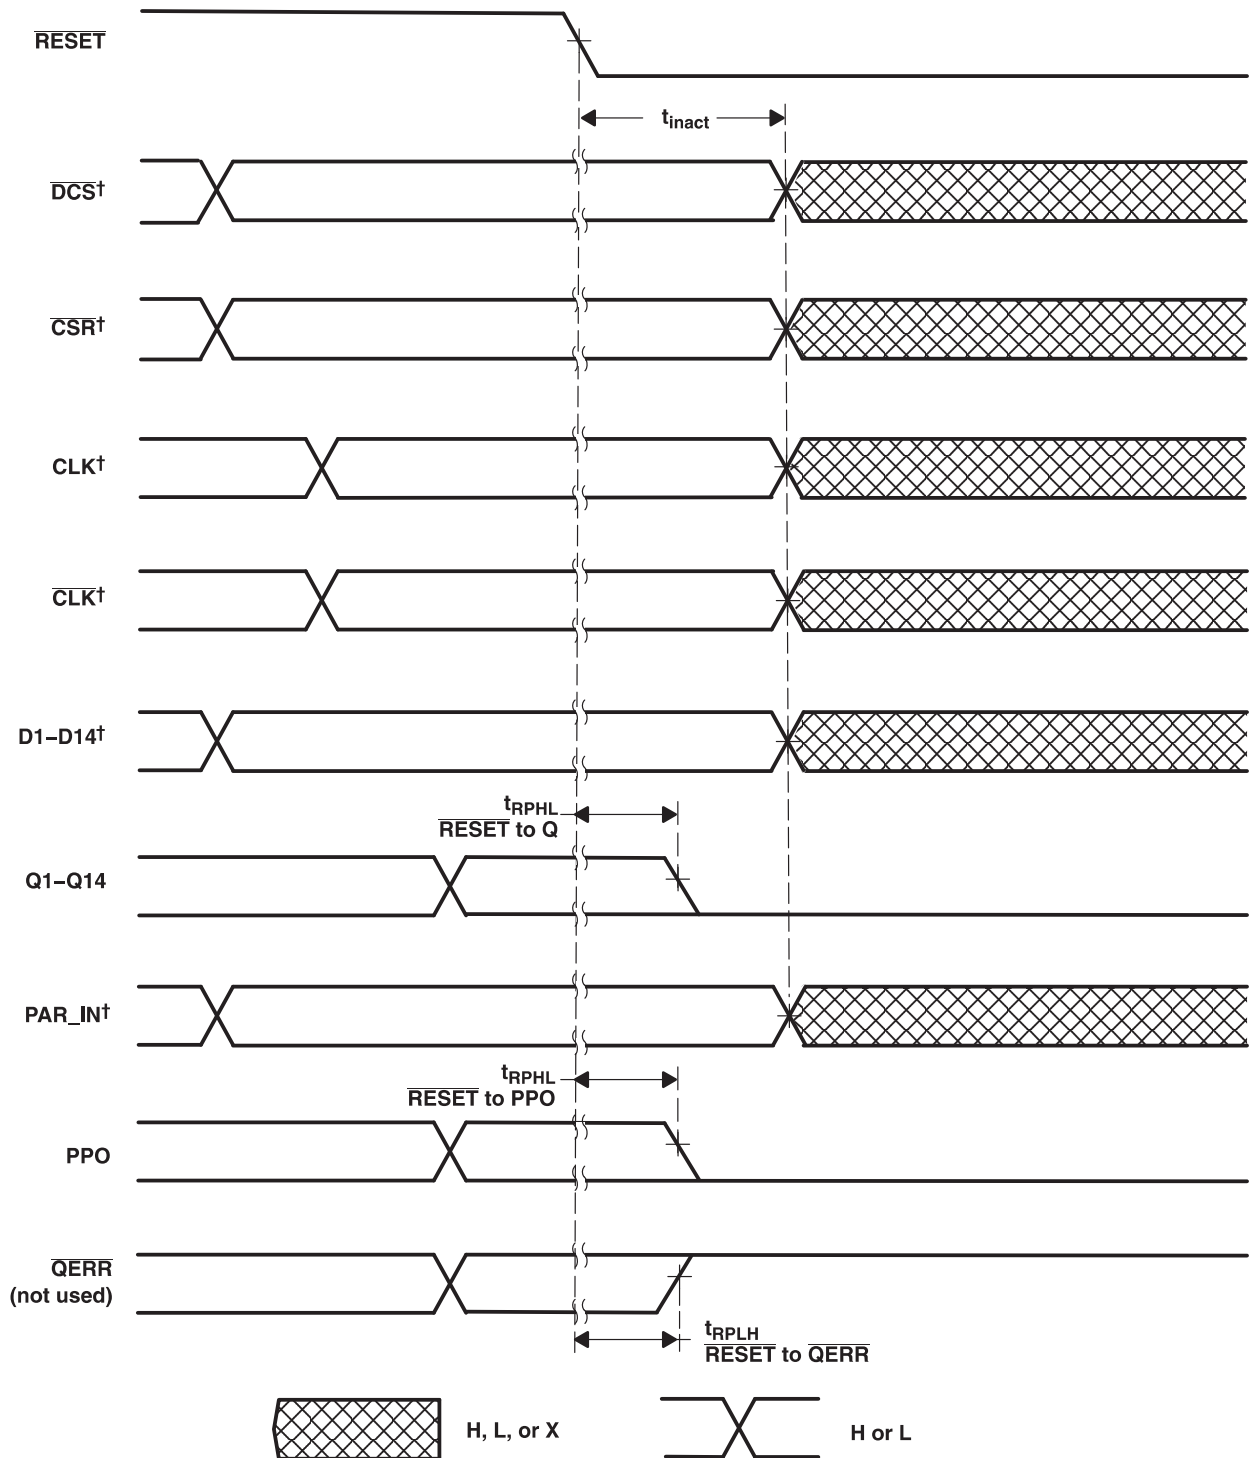 RESET
tinact
DCS†
CSR†
CLK†
CLK†
D1–D14†
tRPHL
RESET to Q
Q1–Q14
PAR_IN†
tRPHL
RESET to PPO
PPO
QERR
(not used)
tRPLH
RESET to QERR
H, L, or X
H or L